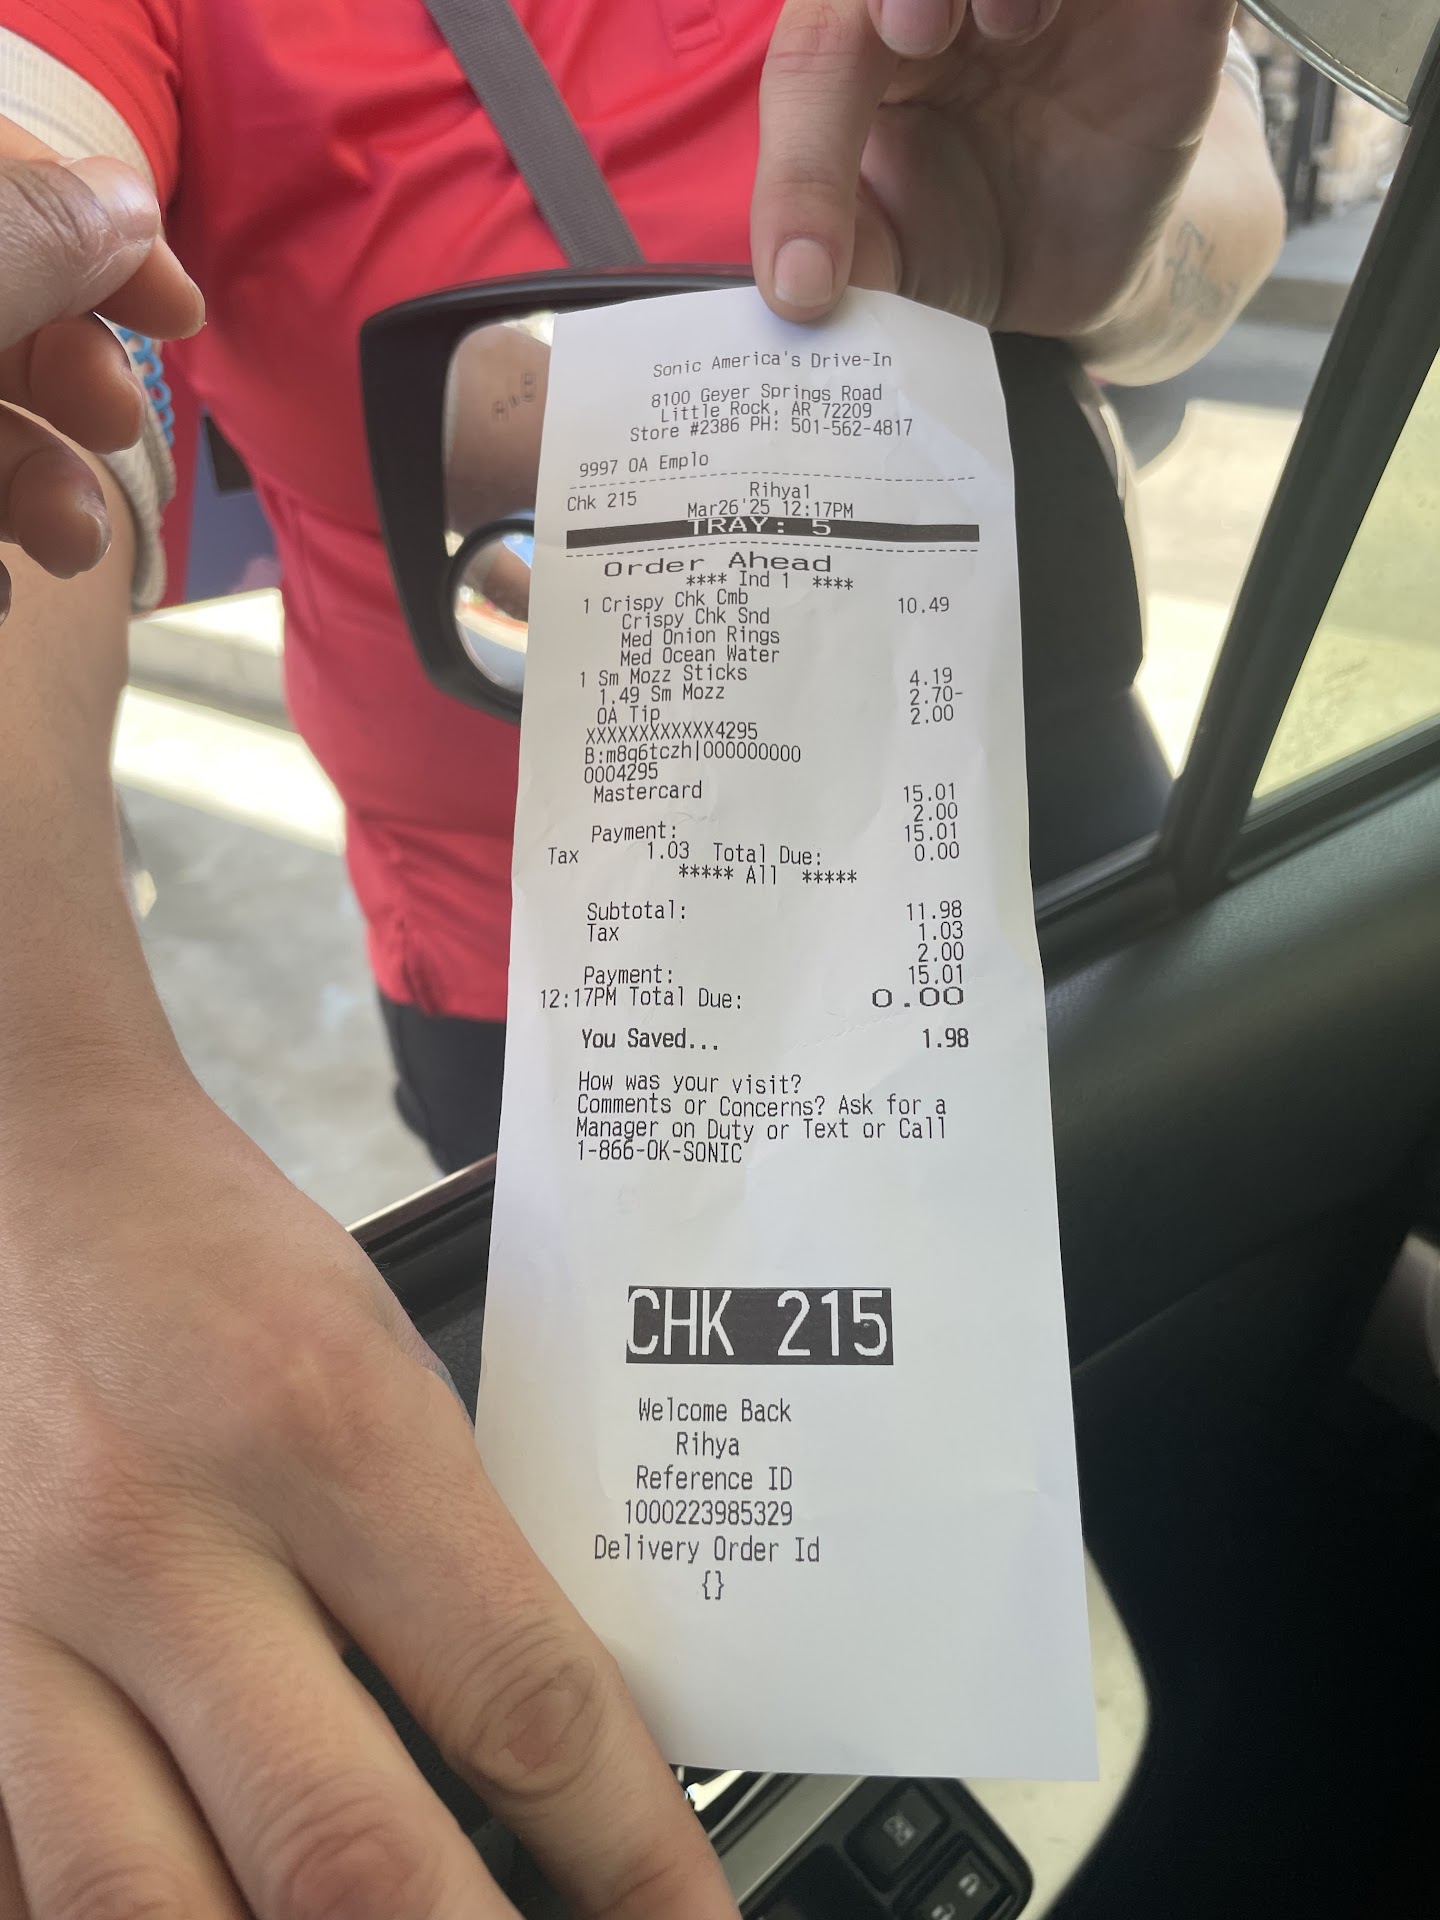 Sonic America's Drive-In
8100 Geyer Springs Road
Little Rock, AR 72209
Store #2386 PH: 501-562-4817
9997 OA Emplo
Rihya1
Chk 215 Mar26'25 12:17PM
TRAY: 5
Order Ahead
**** Ind 1 ****
1 Crispy Chk Cmb 10.49
Crispy Chk Snd
Med Onion Rings
Med Ocean Water
1 Sm Mozz Sticks 4.19
1.49 Sm Mozz 2.70-
OA Tip 2.00
XXXXXXXXXXXX4295
B:m8q6tczh|000000000
0004295
Mastercard 15.01
2.00
Payment: 15.01
Tax 1.03 Total Due: 0.00
***** All *****
Subtotal: 11.98
Tax 1.03
2.00
Payment: 15.01
12:17PM Total Due: 0.00
You Saved... 1.98
How was your visit?
Comments or Concerns? Ask for a
Manager on Duty or Text or Call
1-866-OK-SONIC
CHK 215
Welcome Back
Rihya
Reference ID
1000223985329
Delivery Order Id
{}